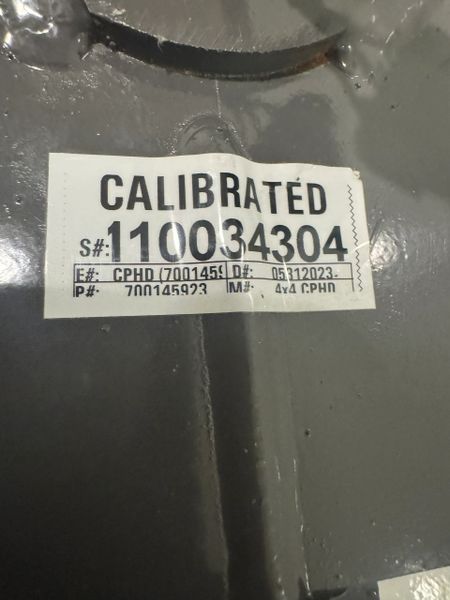 CALIBRATED
S#: 110034304
E#: CPHD (7001459 D#: 05312023-
P#: 700145923 M#: 4x4 CPHD